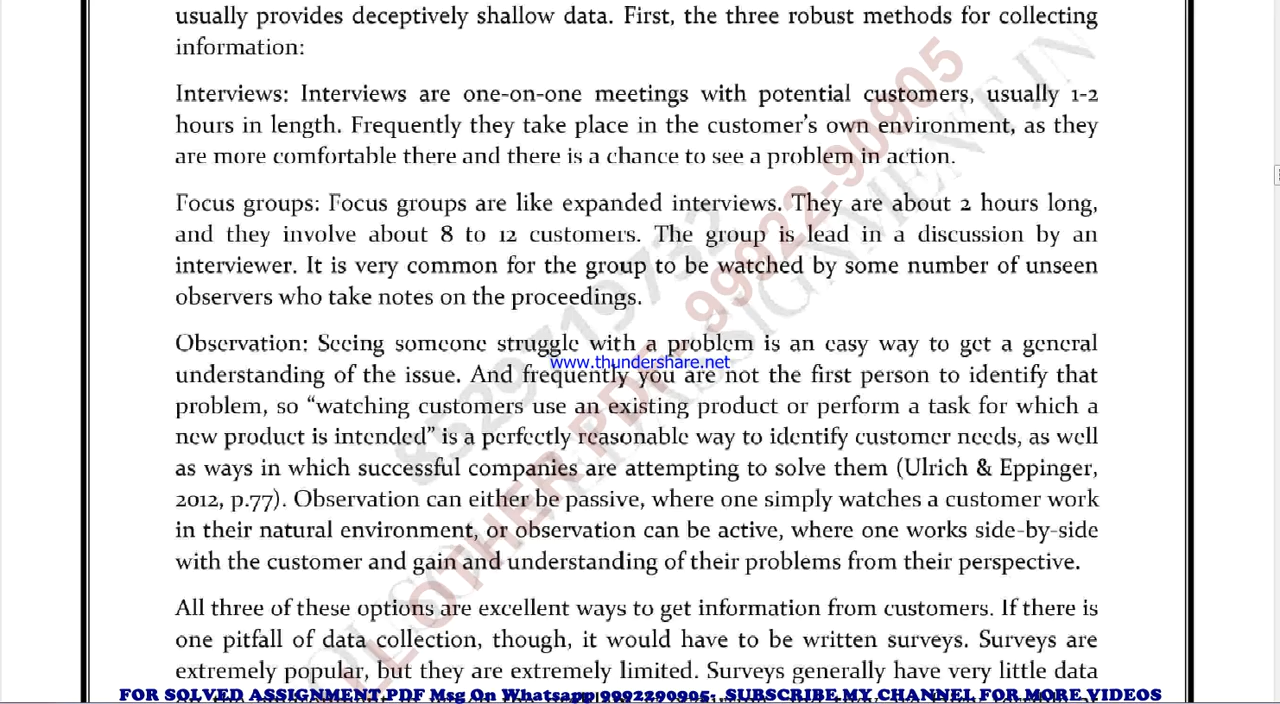 usually provides deceptively shallow data. First, the three robust methods for collecting
information:
Interviews: Interviews are one-on-one meetings with potential customers, usually 1-2
hours in length. Frequently they take place in the customer's own environment, as they
are more comfortable there and there is a chance to see a problem in action.
Focus groups: Focus groups are like expanded interviews. They are about 2 hours long,
and they involve about 8 to 12 customers. The group is lead in a discussion by an
interviewer. It is very common for the group to be watched by some number of unseen
observers who take notes on the proceedings.
Observation: Seeing someone struggle with a problem is an easy way to get a general
www.thundershare.net
understanding of the issue. And frequently you are not the first person to identify that
problem, so “watching customers use an existing product or perform a task for which a
new product is intended” is a perfectly reasonable way to identify customer needs, as well
as ways in which successful companies are attempting to solve them (Ulrich & Eppinger,
2012, p.77). Observation can either be passive, where one simply watches a customer work
in their natural environment, or observation can be active, where one works side-by-side
with the customer and gain and understanding of their problems from their perspective.
All three of these options are excellent ways to get information from customers. If there is
one pitfall of data collection, though, it would have to be written surveys. Surveys are
extremely popular, but they are extremely limited. Surveys generally have very little data
FOR SOLVED ASSIGNMENT PDF Msg On Whatsapp 9992290905- SUBSCRIBE MY CHANNEL FOR MORE VIDEOS
8529719732
OTHER PDF- 99922-90905
ASSIGNMENT.IN